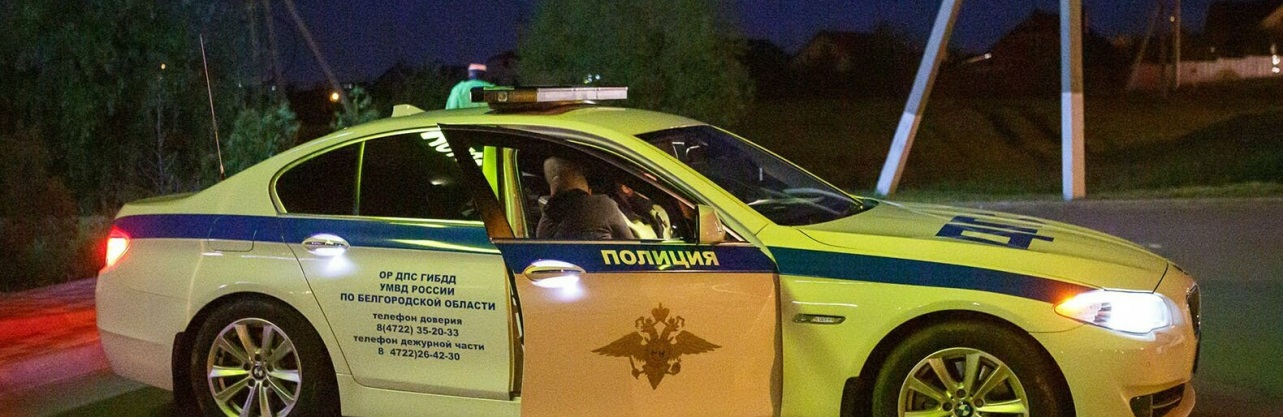 ПОЛИЦИЯ
ОР ДПС ГИБДД
УМВД РОССИИ
ПО БЕЛГОРОДСКОЙ ОБЛАСТИ
телефон доверия
8(4722) 35-20-33
телефон дежурной части
8 4722)26-42-30